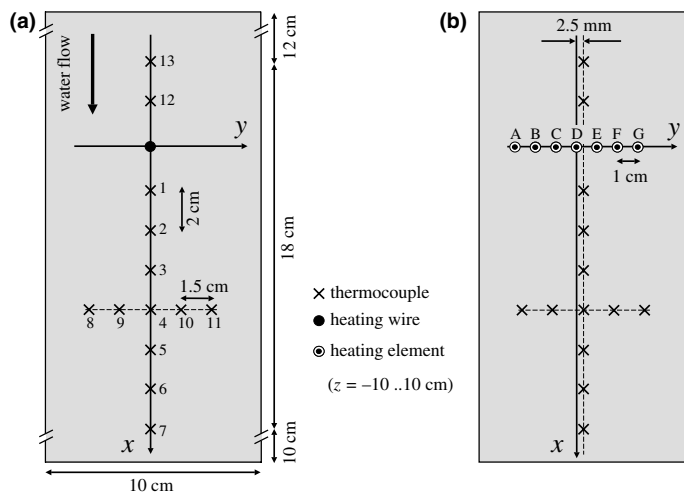 (a)
water flow
12 cm
13
12
y
1
2 cm
2
3
18 cm
1.5 cm
8 9 4 10 11
5
6
7
x
10 cm
10 cm
thermocouple
heating wire
heating element
(z = –10 ..10 cm)
(b)
2.5 mm
A B C D E F G
y
1 cm
x